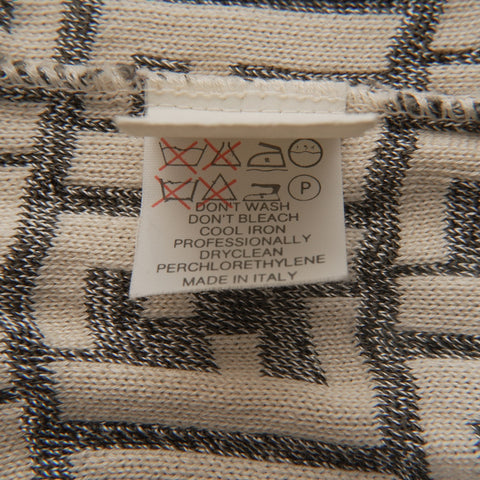 P
DON'T WASH
DON'T BLEACH
COOL IRON
PROFESSIONALLY
DRYCLEAN
PERCHLORETHYLENE
MADE IN ITALY